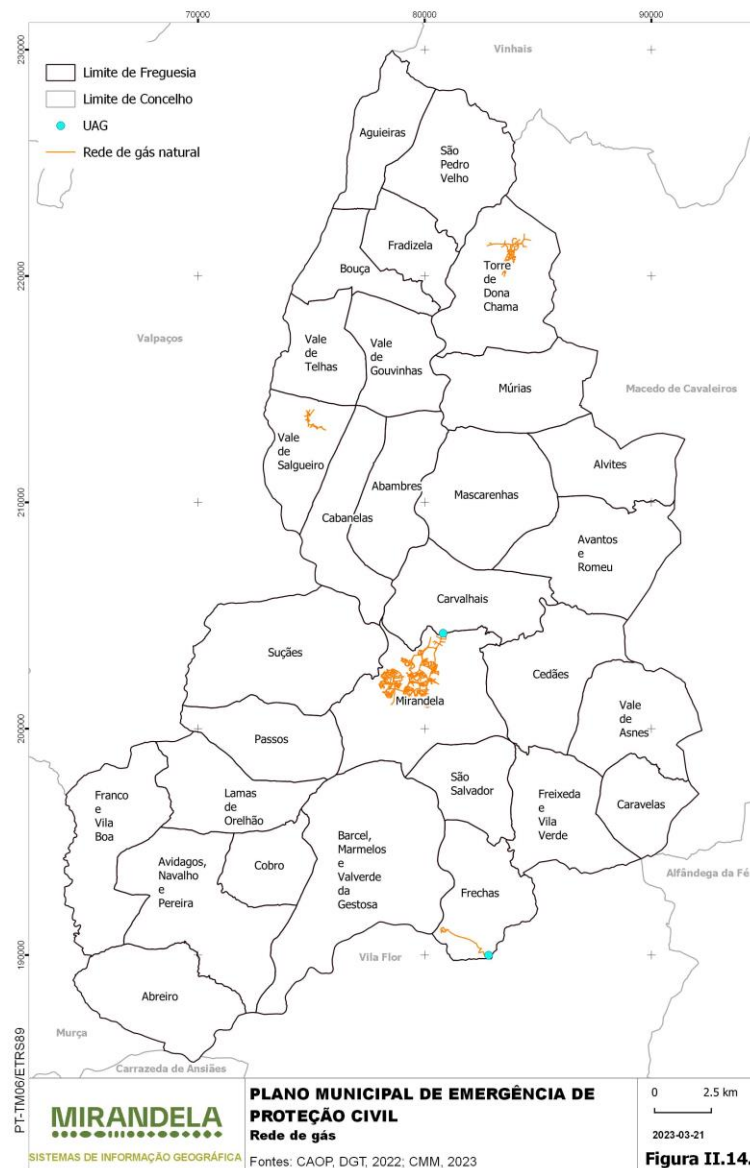 70000
80000
90000
230000
Vinhais
Limite de Freguesia
Limite de Concelho
UAG
Rede de gás natural
Aguieiras
São
Pedro
Velho
Fradizela
Bouça
Torre
de
Dona
Chama
220000
Valpaços
Vale
de
Telhas
Vale
de
Gouvinhas
Múrias
Macedo de Cavaleiros
Vale
de
Salgueiro
Abambres
Cabanelas
Mascarenhas
Alvites
210000
Avantos
e
Romeu
Carvalhais
Suçães
Mirandela
Cedães
Vale
de
Asnes
200000
Passos
São
Salvador
Franco
e Vila
Boa
Lamas
de
Orelhão
Freixeda
e Vila
Verde
Caravelas
Barcel,
Marmelos
e
Valverde
da
Gestosa
Avidagos,
Navalho
e
Pereira
Cobro
Frechas
Alfândega da Fé
190000
Vila Flor
Abreiro
Murça
Carrazeda de Ansiães
PT-TM06/ETRS89
MIRANDELA
SISTEMAS DE INFORMAÇÃO GEOGRÁFICA
PLANO MUNICIPAL DE EMERGÊNCIA DE
PROTEÇÃO CIVIL
Rede de gás
Fontes: CAOP, DGT, 2022; CMM, 2023
0 2.5 km
2023-03-21
Figura II.14.